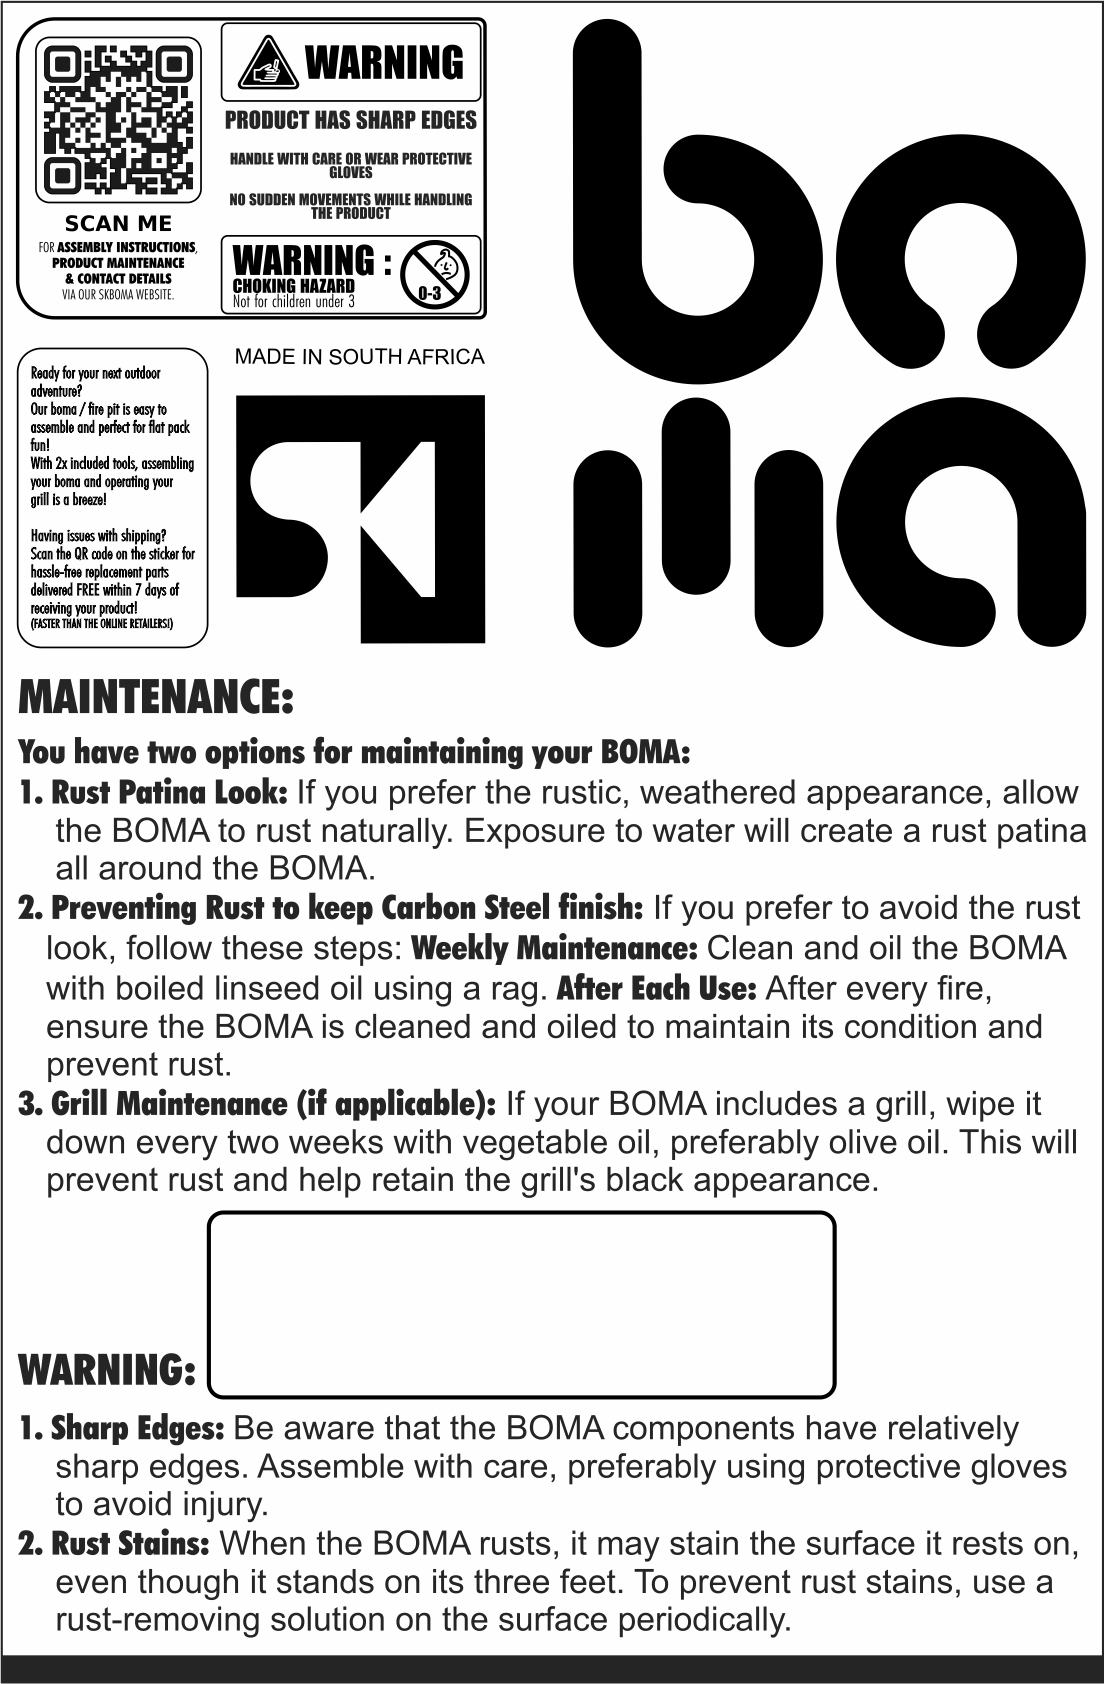 WARNING
PRODUCT HAS SHARP EDGES
HANDLE WITH CARE OR WEAR PROTECTIVE
GLOVES
NO SUDDEN MOVEMENTS WHILE HANDLING
THE PRODUCT
SCAN ME
FOR ASSEMBLY INSTRUCTIONS,
PRODUCT MAINTENANCE
& CONTACT DETAILS
VIA OUR SKBOMA WEBSITE.
WARNING :
CHOKING HAZARD
Not for children under 3
0-3
boma
MADE IN SOUTH AFRICA
SK
Ready for your next outdoor
adventure?
Our boma / fire pit is easy to
assemble and perfect for flat pack
fun!
With 2x included tools, assembling
your boma and operating your
grill is a breeze!
Having issues with shipping?
Scan the QR code on the sticker for
hassle-free replacement parts
delivered FREE within 7 days of
receiving your product!
(FASTER THAN THE ONLINE RETAILERS!)
MAINTENANCE:
You have two options for maintaining your BOMA:
1. Rust Patina Look: If you prefer the rustic, weathered appearance, allow
the BOMA to rust naturally. Exposure to water will create a rust patina
all around the BOMA.
2. Preventing Rust to keep Carbon Steel finish: If you prefer to avoid the rust
look, follow these steps: Weekly Maintenance: Clean and oil the BOMA
with boiled linseed oil using a rag. After Each Use: After every fire,
ensure the BOMA is cleaned and oiled to maintain its condition and
prevent rust.
3. Grill Maintenance (if applicable): If your BOMA includes a grill, wipe it
down every two weeks with vegetable oil, preferably olive oil. This will
prevent rust and help retain the grill's black appearance.
WARNING:
1. Sharp Edges: Be aware that the BOMA components have relatively
sharp edges. Assemble with care, preferably using protective gloves
to avoid injury.
2. Rust Stains: When the BOMA rusts, it may stain the surface it rests on,
even though it stands on its three feet. To prevent rust stains, use a
rust-removing solution on the surface periodically.